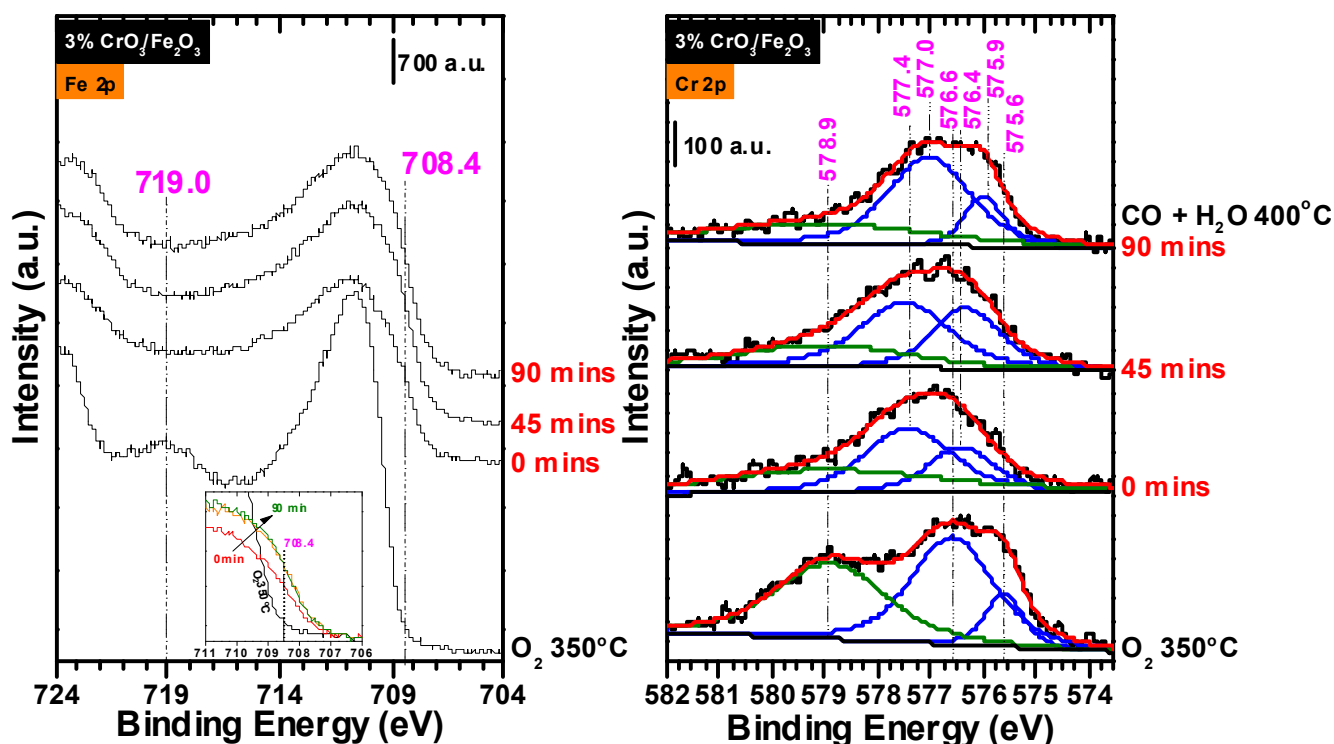 3% CrO₃/Fe₂O₃
Fe 2p
700 a.u.
719.0
708.4
90 mins
45 mins
0 mins
O₂ 350°C
90 min
0min
708.4
O₂350°C
711 710 709 708 707 706
724 719 714 709 704
Binding Energy (eV)
Intensity (a.u.)
3% CrO₃/Fe₂O₃
Cr 2p
100 a.u.
578.9
577.4
577.0
576.6
576.4
575.9
575.6
CO + H₂O 400°C
90 mins
45 mins
0 mins
O₂ 350°C
582 581 580 579 578 577 576 575 574
Binding Energy (eV)
Intensity (a.u.)